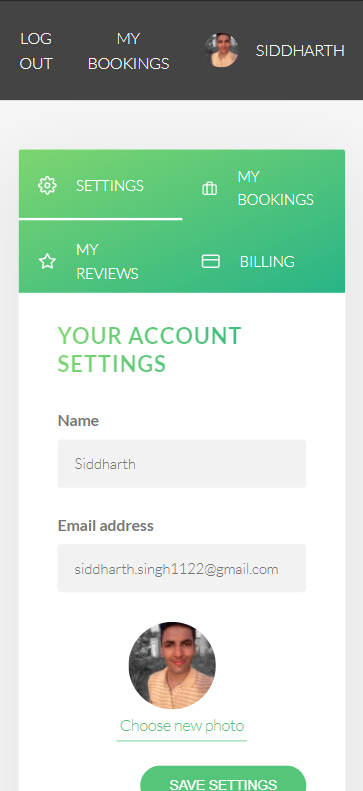 LOG OUT
MY BOOKINGS
SIDDHARTH
SETTINGS
MY BOOKINGS
MY REVIEWS
BILLING
YOUR ACCOUNT
SETTINGS
Name
Siddharth
Email address
siddharth.singh1122@gmail.com
Choose new photo
SAVE SETTINGS